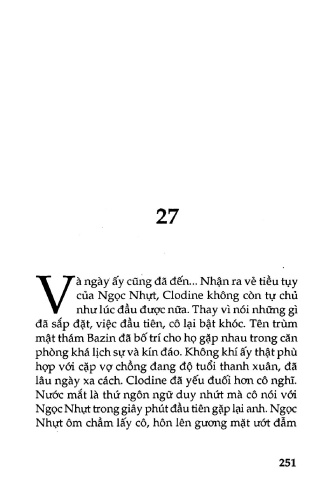 27
Và ngày ấy cũng đã đến... Nhận ra vẻ tiều tụy
của Ngọc Nhựt, Clodine không còn tự chủ
như lúc đầu được nữa. Thay vì nói những gì
đã sắp đặt, việc đầu tiên, cô lại bật khóc. Tên trùm
mật thám Bazin đã bố trí cho họ gặp nhau trong căn
phòng khá lịch sự và kín đáo. Không khí ấy thật phù
hợp với cặp vợ chồng đang độ tuổi thanh xuân, đã
lâu ngày xa cách. Clodine đã yếu đuối hơn cô nghĩ.
Nước mắt là thứ ngôn ngữ duy nhứt mà cô nói với
Ngọc Nhựt trong giây phút đầu tiên gặp lại anh. Ngọc
Nhựt ôm chầm lấy cô, hôn lên gương mặt ướt đẫm
251